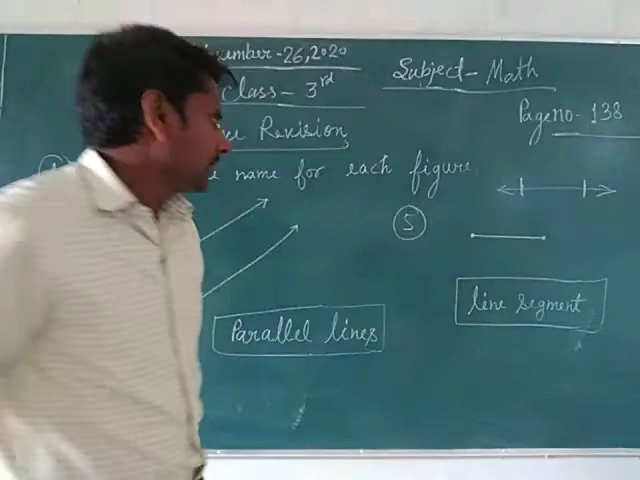 -26,2020
Subject- Math
Class- 3rd
Page no- 138
Revision
name for each figure
5
Parallel lines
line segment